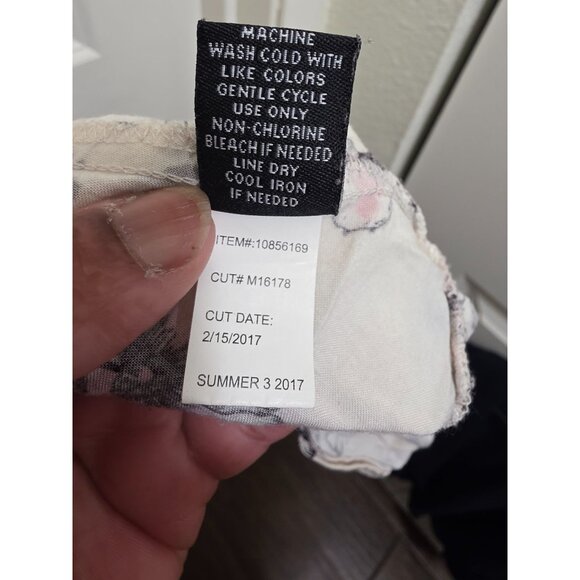 MACHINE
WASH COLD WITH
LIKE COLORS
GENTLE CYCLE
USE ONLY
NON-CHLORINE
BLEACH IF NEEDED
LINE DRY
COOL IRON
IF NEEDED
ITEM#:10856169
CUT# M16178
CUT DATE:
2/15/2017
SUMMER 3 2017